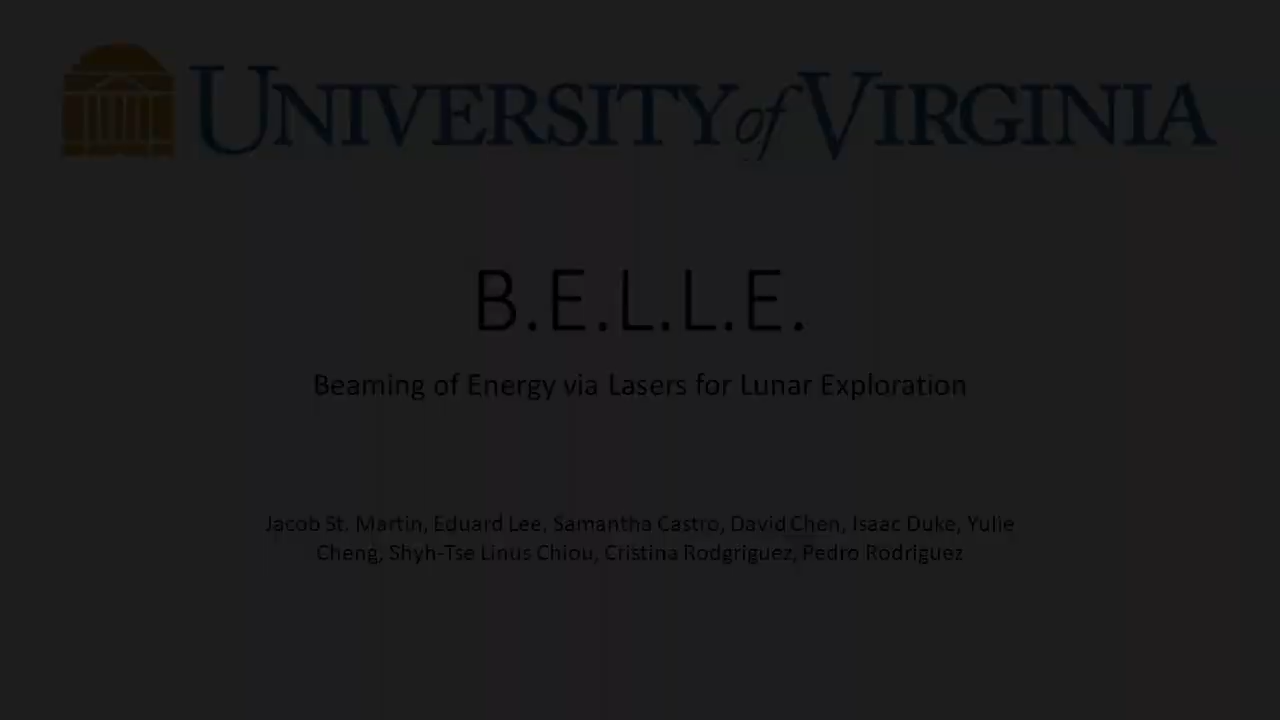 UNIVERSITY of VIRGINIA
B.E.L.L.E.
Beaming of Energy via Lasers for Lunar Exploration
Jacob St. Martin, Eduard Lee, Samantha Castro, David Chen, Isaac Duke, Yulie
Cheng, Shyh-Tse Linus Chiou, Cristina Rodgriguez, Pedro Rodriguez